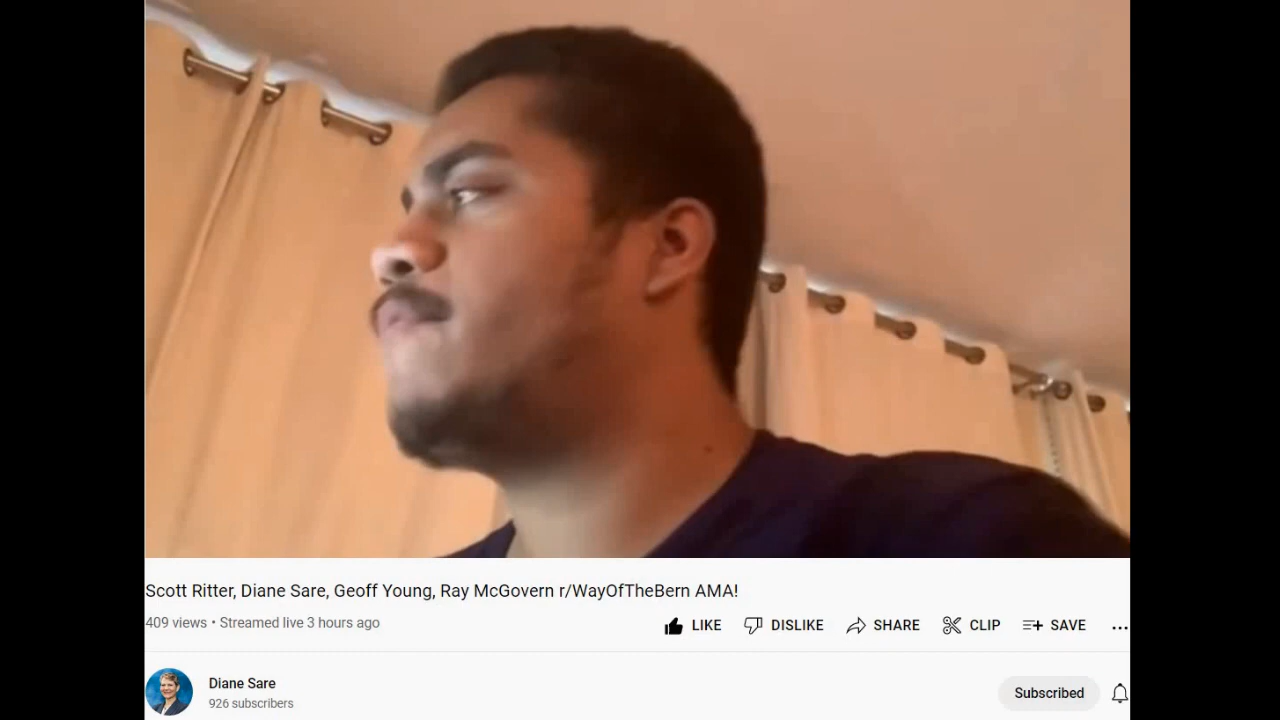 Scott Ritter, Diane Sare, Geoff Young, Ray McGovern r/WayOfTheBern AMA!
409 views • Streamed live 3 hours ago
LIKE DISLIKE SHARE CLIP SAVE ...
Diane Sare
926 subscribers
Subscribed